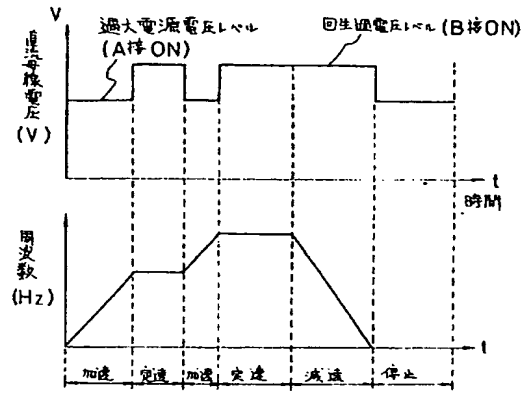 V
過大電源電圧レベル
(A接ON)
回生過電圧レベル(B接ON)
直流母線電圧
(V)
t
時間
周波数
(Hz)
t
加速
定速
加速
定速
減速
停止